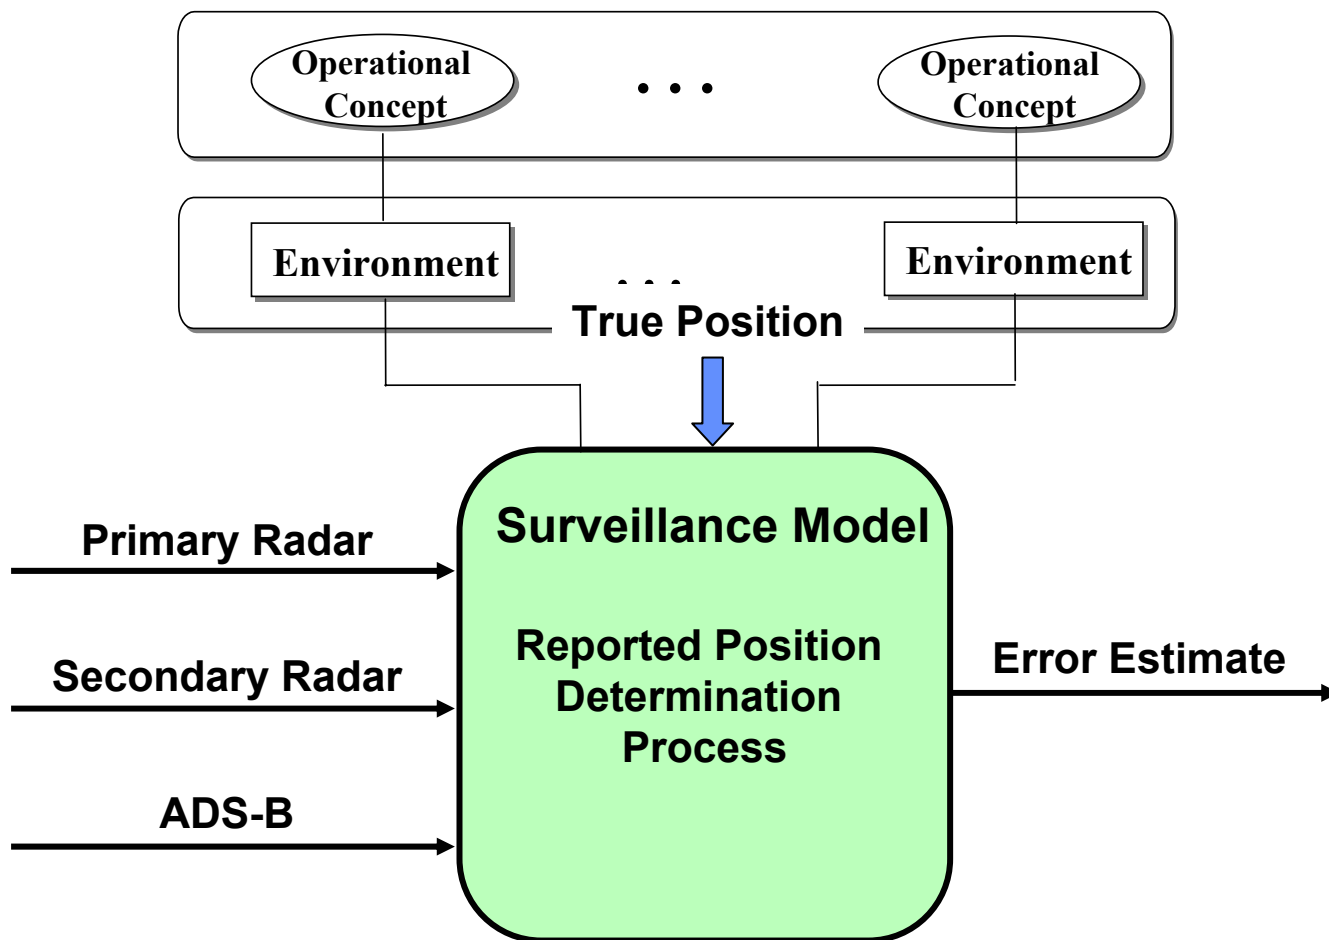 Operational
Concept
. . .
Operational
Concept
Environment
. . .
Environment
True Position
Surveillance Model
Primary Radar
Reported Position
Determination
Process
Secondary Radar
Error Estimate
ADS-B